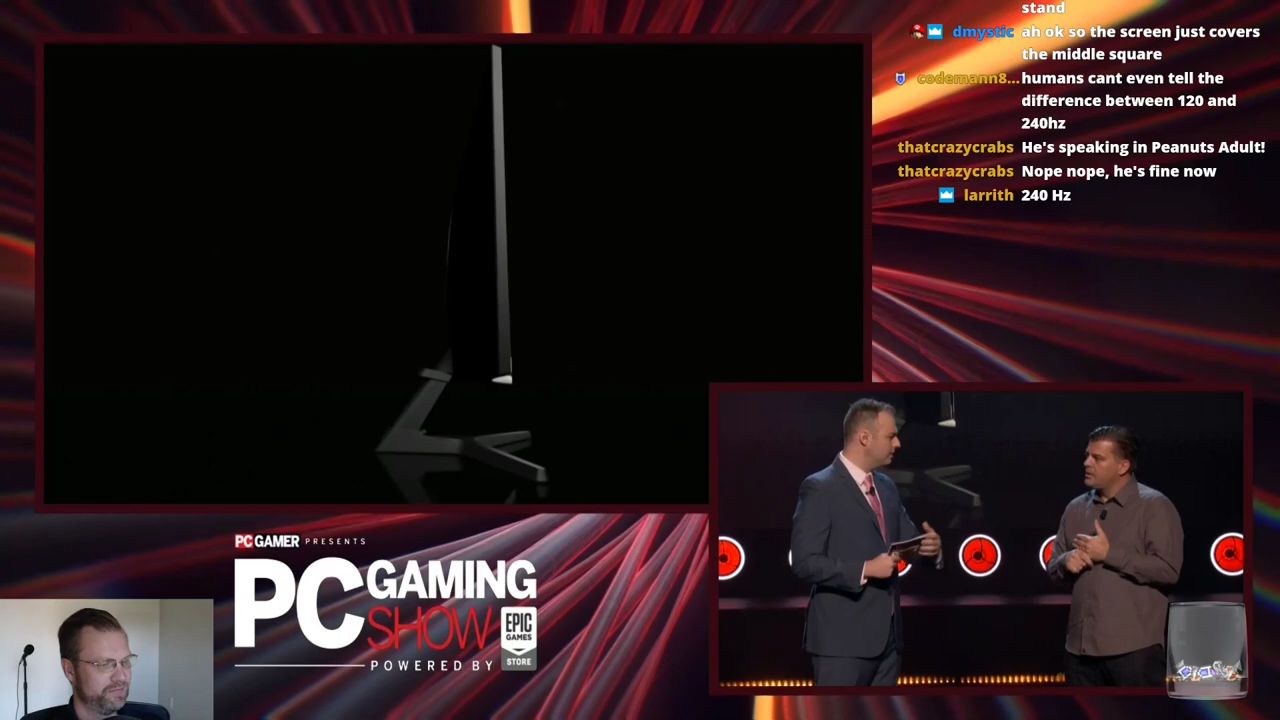 stand
dmystic ah ok so the screen just covers
the middle square
codemann8... humans cant even tell the
difference between 120 and
240hz
thatcrazycrabs He's speaking in Peanuts Adult!
thatcrazycrabs Nope nope, he's fine now
larrith 240 Hz
PC GAMER PRESENTS
PC GAMING
SHOW
EPIC
GAMES
STORE
POWERED BY